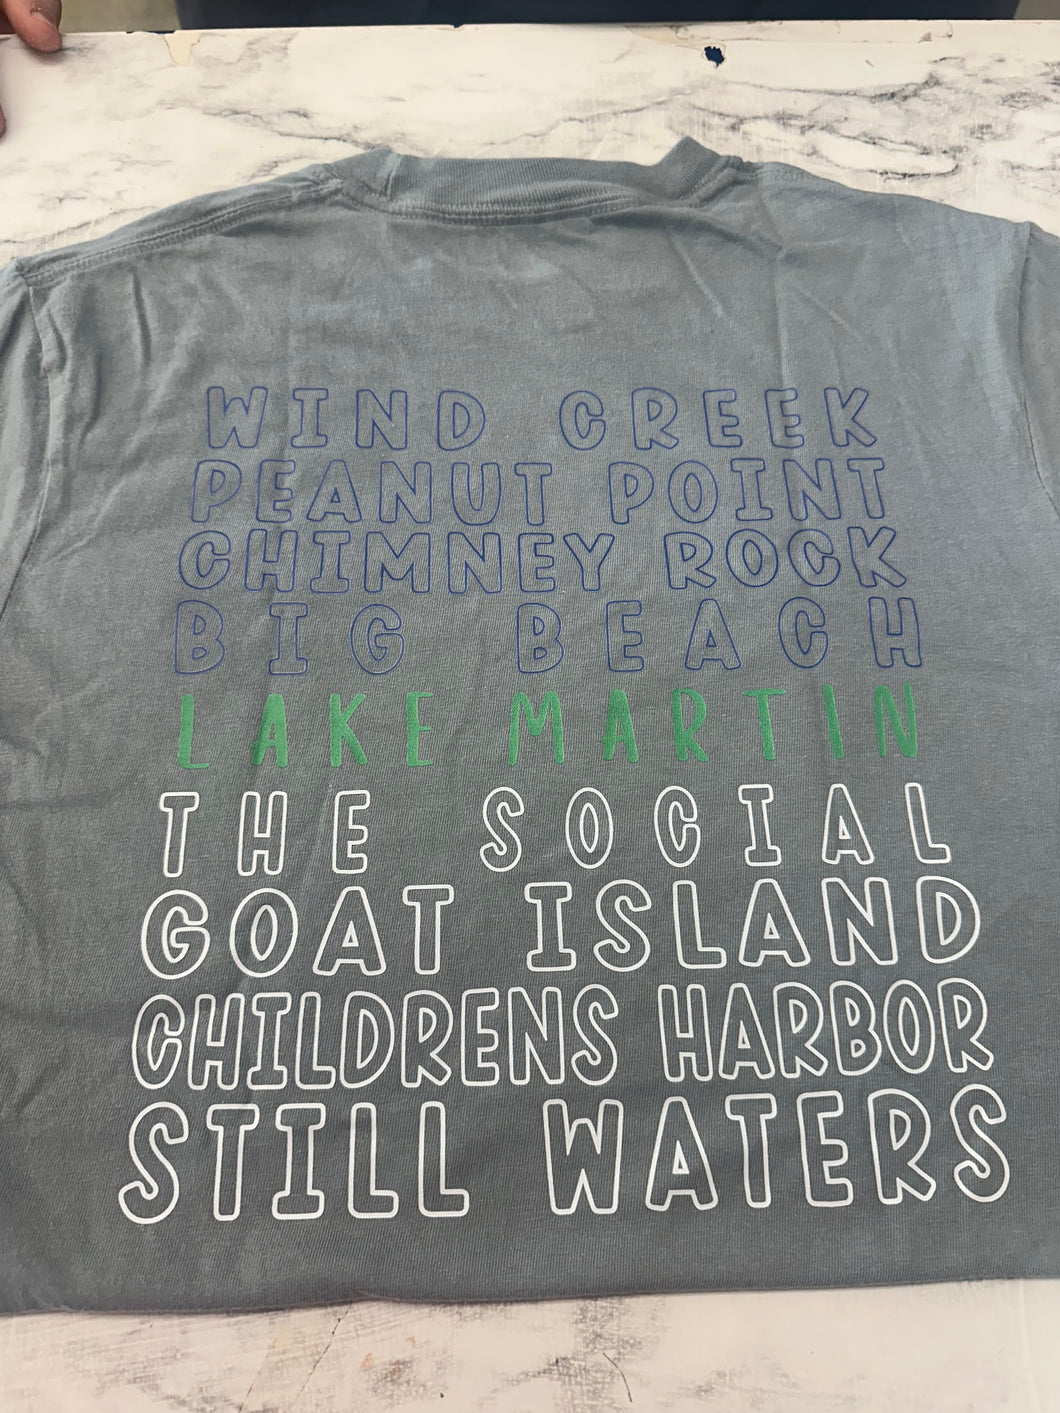 WIND CREEK
PEANUT POINT
CHIMNEY ROCK
BIG BEACH
LAKE MARTIN
THE SOCIAL
GOAT ISLAND
CHILDRENS HARBOR
STILL WATERS